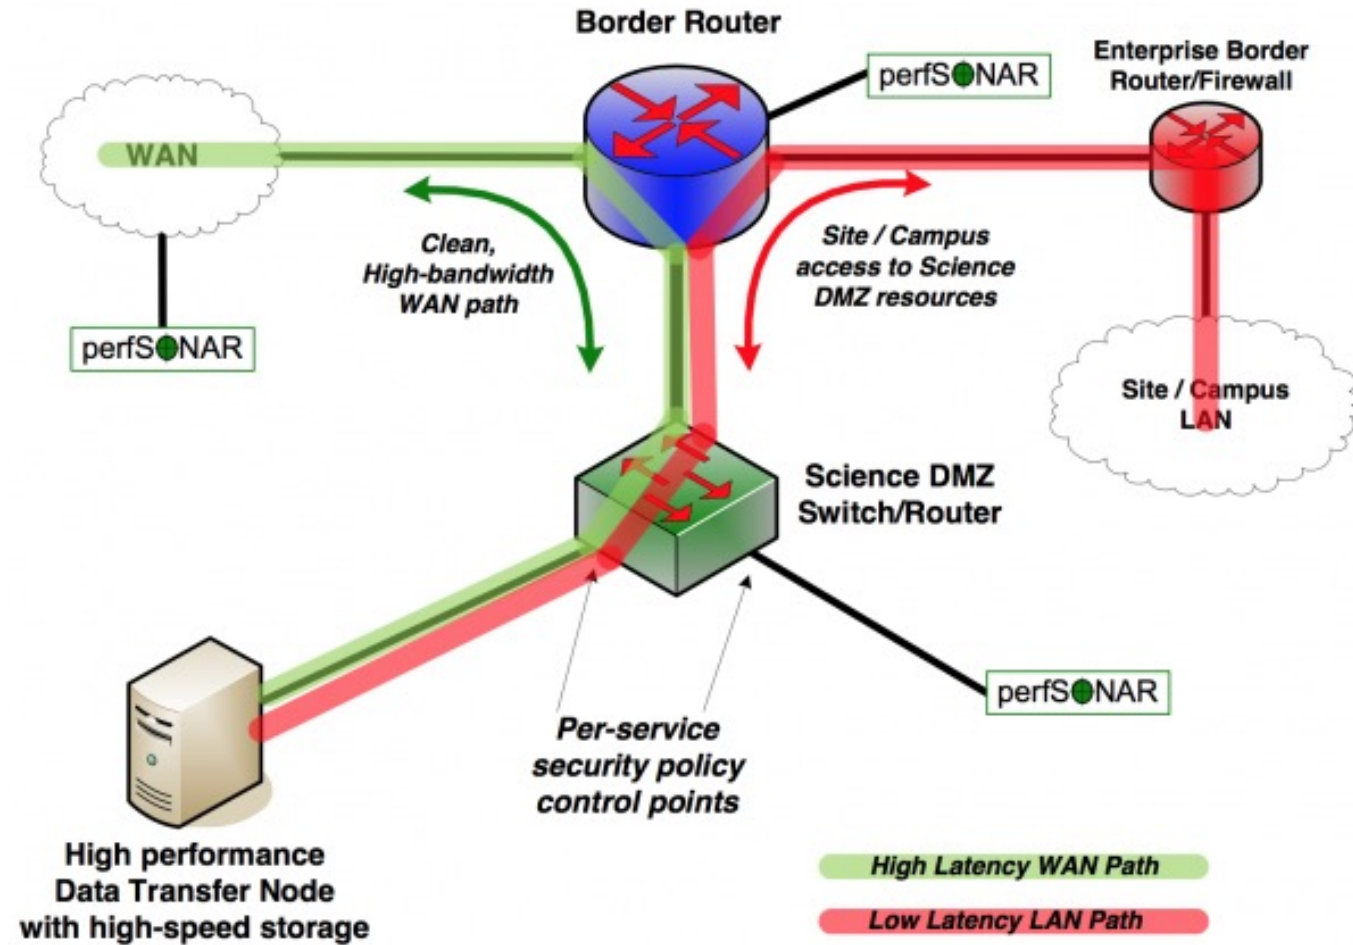 Border Router
perfSONAR
Enterprise Border
Router/Firewall
WAN
Clean,
High-bandwidth
WAN path
Site / Campus
access to Science
DMZ resources
perfSONAR
Site / Campus
LAN
Science DMZ
Switch/Router
perfSONAR
Per-service
security policy
control points
High performance
Data Transfer Node
with high-speed storage
High Latency WAN Path
Low Latency LAN Path